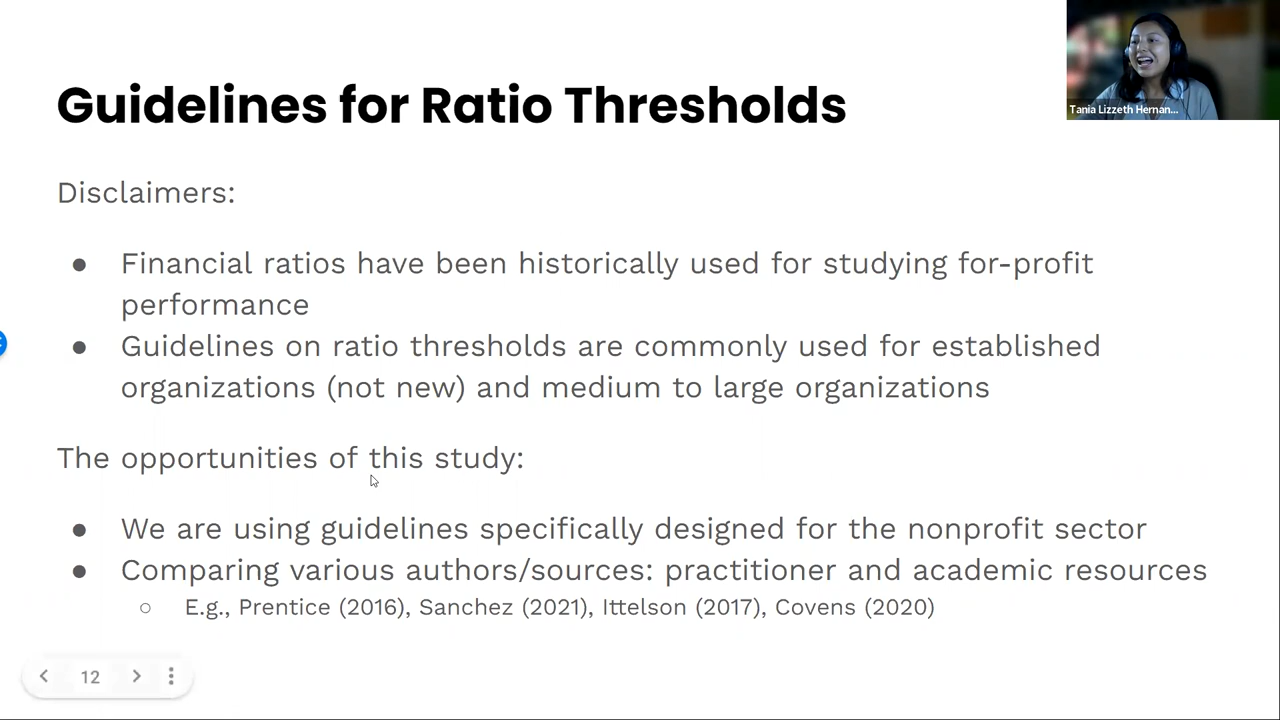 Guidelines for Ratio Thresholds
Tania Lizzeth Hernan...
Disclaimers:
● Financial ratios have been historically used for studying for-profit
performance
● Guidelines on ratio thresholds are commonly used for established
organizations (not new) and medium to large organizations
The opportunities of this study:
● We are using guidelines specifically designed for the nonprofit sector
● Comparing various authors/sources: practitioner and academic resources
○ E.g., Prentice (2016), Sanchez (2021), Ittelson (2017), Covens (2020)
12